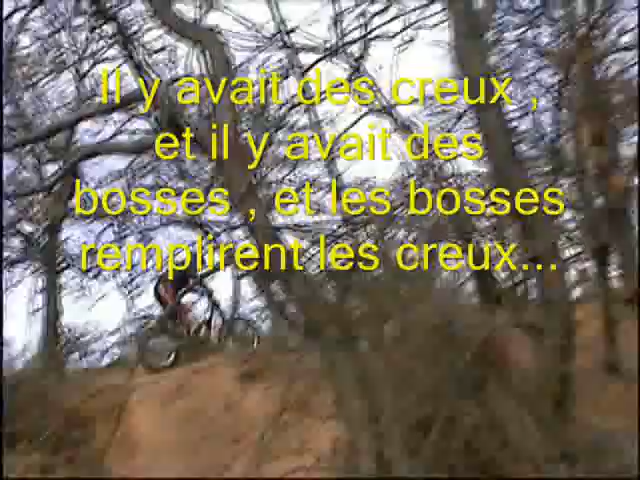 Il y avait des creux ,
et il y avait des
bosses , et les bosses
remplirent les creux...